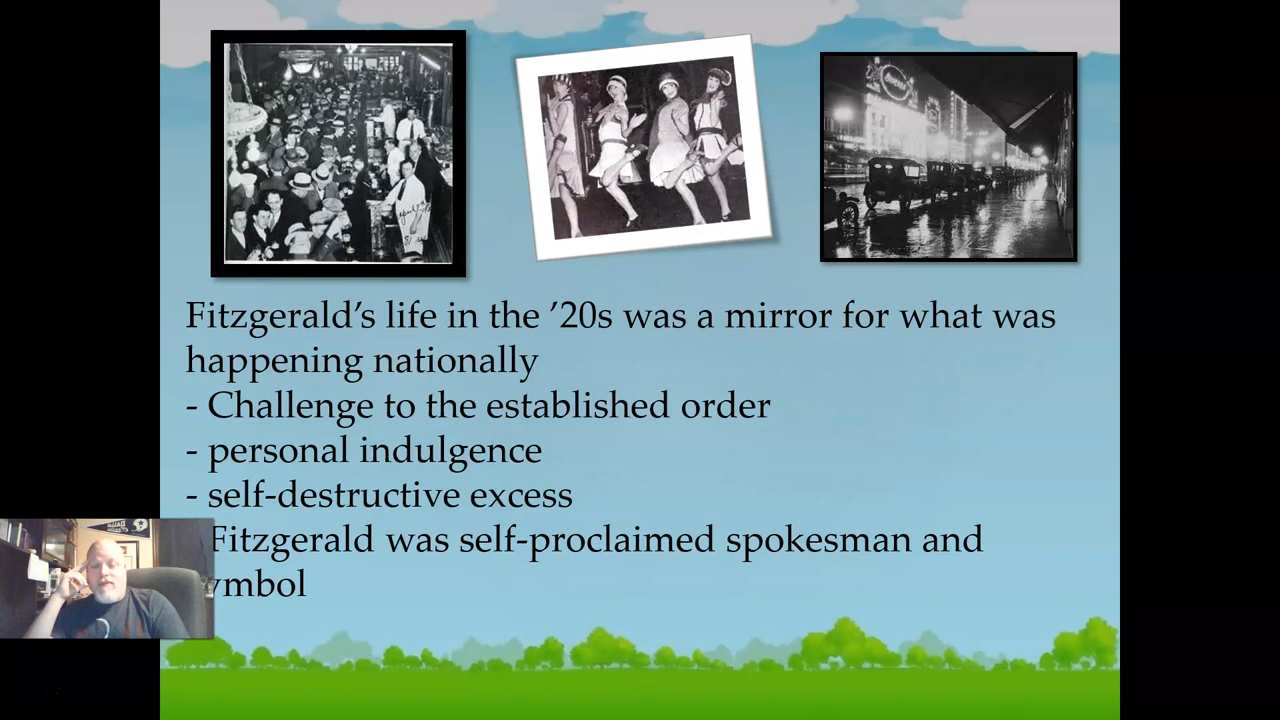 Fitzgerald’s life in the ’20s was a mirror for what was
happening nationally
- Challenge to the established order
- personal indulgence
- self-destructive excess
Fitzgerald was self-proclaimed spokesman and
ymbol